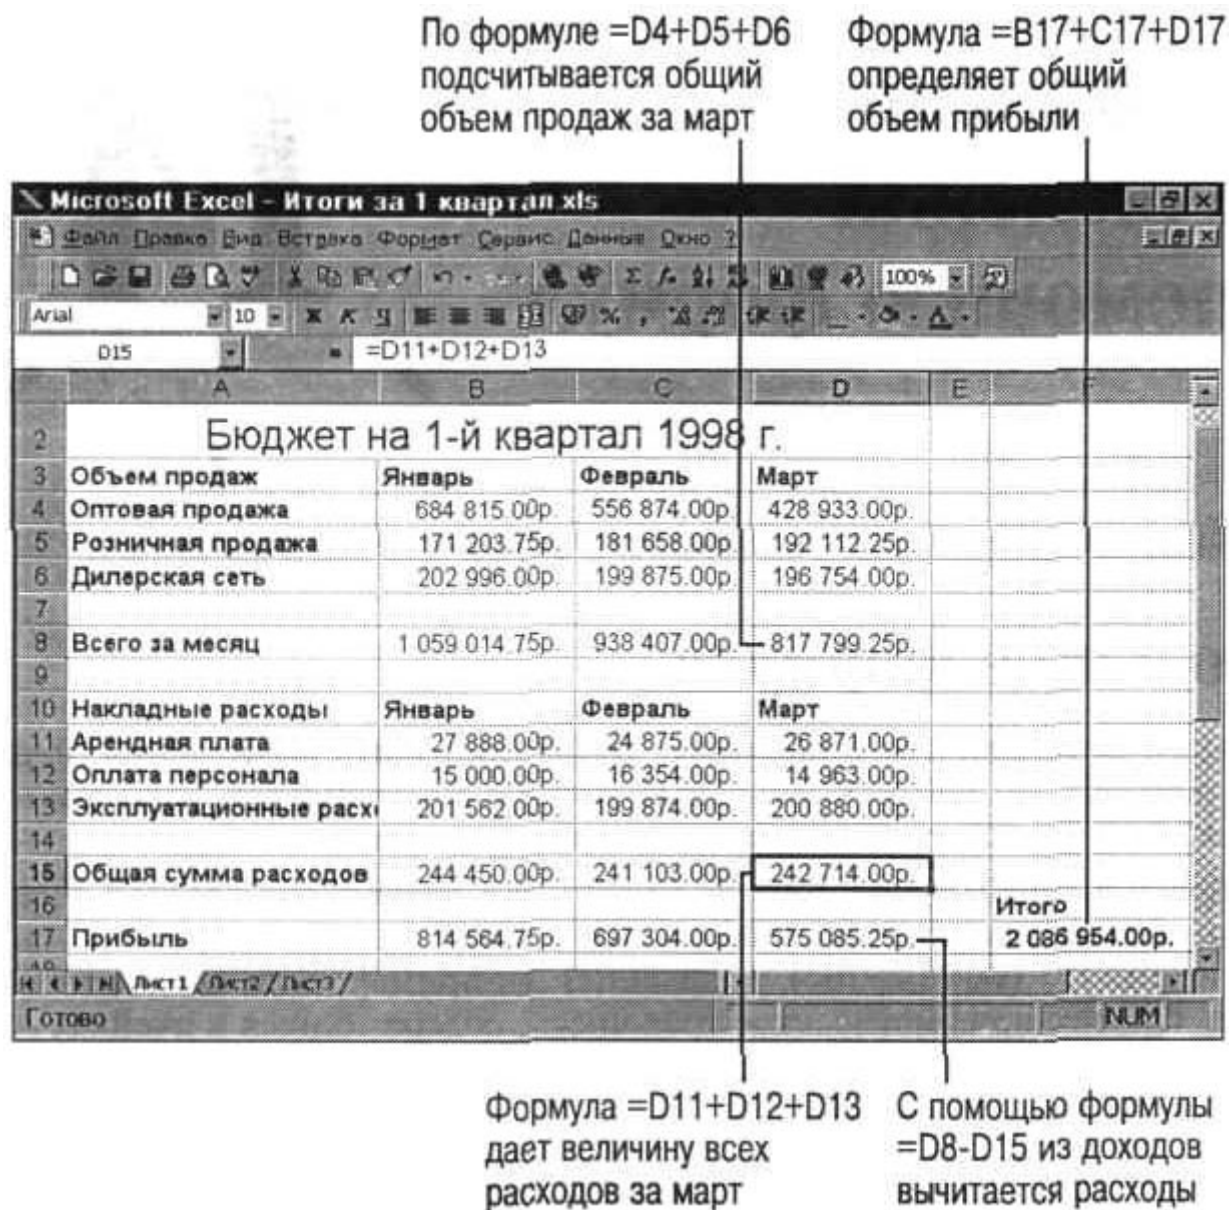 По формуле =D4+D5+D6
подсчитывается общий
объем продаж за март
Формула =B17+C17+D17
определяет общий
объем прибыли
Microsoft Excel - Итоги за 1 квартал xls
Файл Правка Вид Вставка Формат Сервис Данные Окно ?
100%
Arial 10 Ж К Ч
D15 = =D11+D12+D13
A B C D E F
2 Бюджет на 1-й квартал 1998 г.
3 Объем продаж Январь Февраль Март
4 Оптовая продажа 684 815.00р. 556 874.00р. 428 933.00р.
5 Розничная продажа 171 203.75р. 181 658.00р. 192 112.25р.
6 Дилерская сеть 202 996.00р. 199 875.00р. 196 754.00р.
7
8 Всего за месяц 1 059 014.75р. 938 407.00р. 817 799.25р.
9
10 Накладные расходы Январь Февраль Март
11 Арендная плата 27 888.00р. 24 875.00р. 26 871.00р.
12 Оплата персонала 15 000.00р. 16 354.00р. 14 963.00р.
13 Эксплуатационные расх 201 562.00р. 199 874.00р. 200 880.00р.
14
15 Общая сумма расходов 244 450.00р. 241 103.00р. 242 714.00р.
16 Итого
17 Прибыль 814 564.75р. 697 304.00р. 575 085.25р. 2 086 954.00р.
Лист1 Лист2 Лист3
Готово NUM
Формула =D11+D12+D13
дает величину всех
расходов за март
С помощью формулы
=D8-D15 из доходов
вычитается расходы